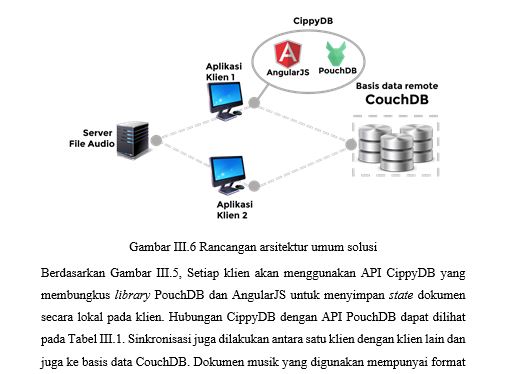 CippyDB
AngularJS
PouchDB
Aplikasi
Klien 1
Basis data remote
CouchDB
Server
File Audio
Aplikasi
Klien 2
Gambar III.6 Rancangan arsitektur umum solusi
Berdasarkan Gambar III.5, Setiap klien akan menggunakan API CippyDB yang
membungkus library PouchDB dan AngularJS untuk menyimpan state dokumen
secara lokal pada klien. Hubungan CippyDB dengan API PouchDB dapat dilihat
pada Tabel III.1. Sinkronisasi juga dilakukan antara satu klien dengan klien lain dan
juga ke basis data CouchDB. Dokumen musik yang digunakan mempunyai format